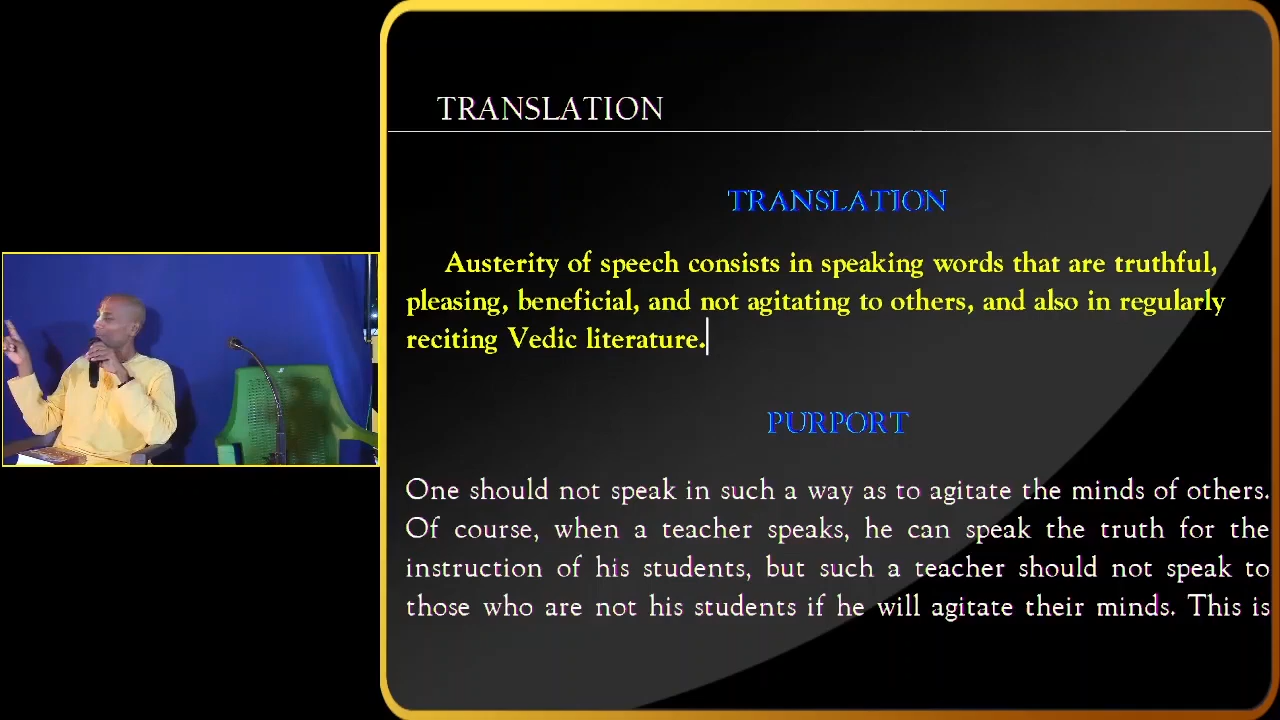 TRANSLATION
TRANSLATION
Austerity of speech consists in speaking words that are truthful,
pleasing, beneficial, and not agitating to others, and also in regularly
reciting Vedic literature.
PURPORT
One should not speak in such a way as to agitate the minds of others.
Of course, when a teacher speaks, he can speak the truth for the
instruction of his students, but such a teacher should not speak to
those who are not his students if he will agitate their minds. This is